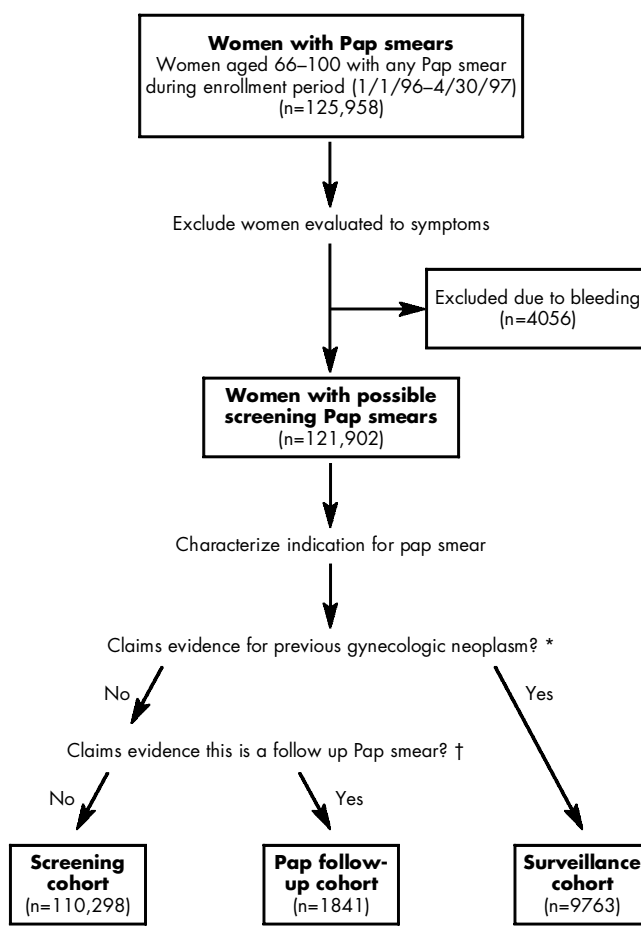 Women with Pap smears
Women aged 66–100 with any Pap smear
during enrollment period (1/1/96–4/30/97)
(n=125,958)
Exclude women evaluated to symptoms
Excluded due to bleeding
(n=4056)
Women with possible
screening Pap smears
(n=121,902)
Characterize indication for pap smear
Claims evidence for previous gynecologic neoplasm? *
No
Yes
Claims evidence this is a follow up Pap smear? †
No
Yes
Screening
cohort
(n=110,298)
Pap follow-
up cohort
(n=1841)
Surveillance
cohort
(n=9763)